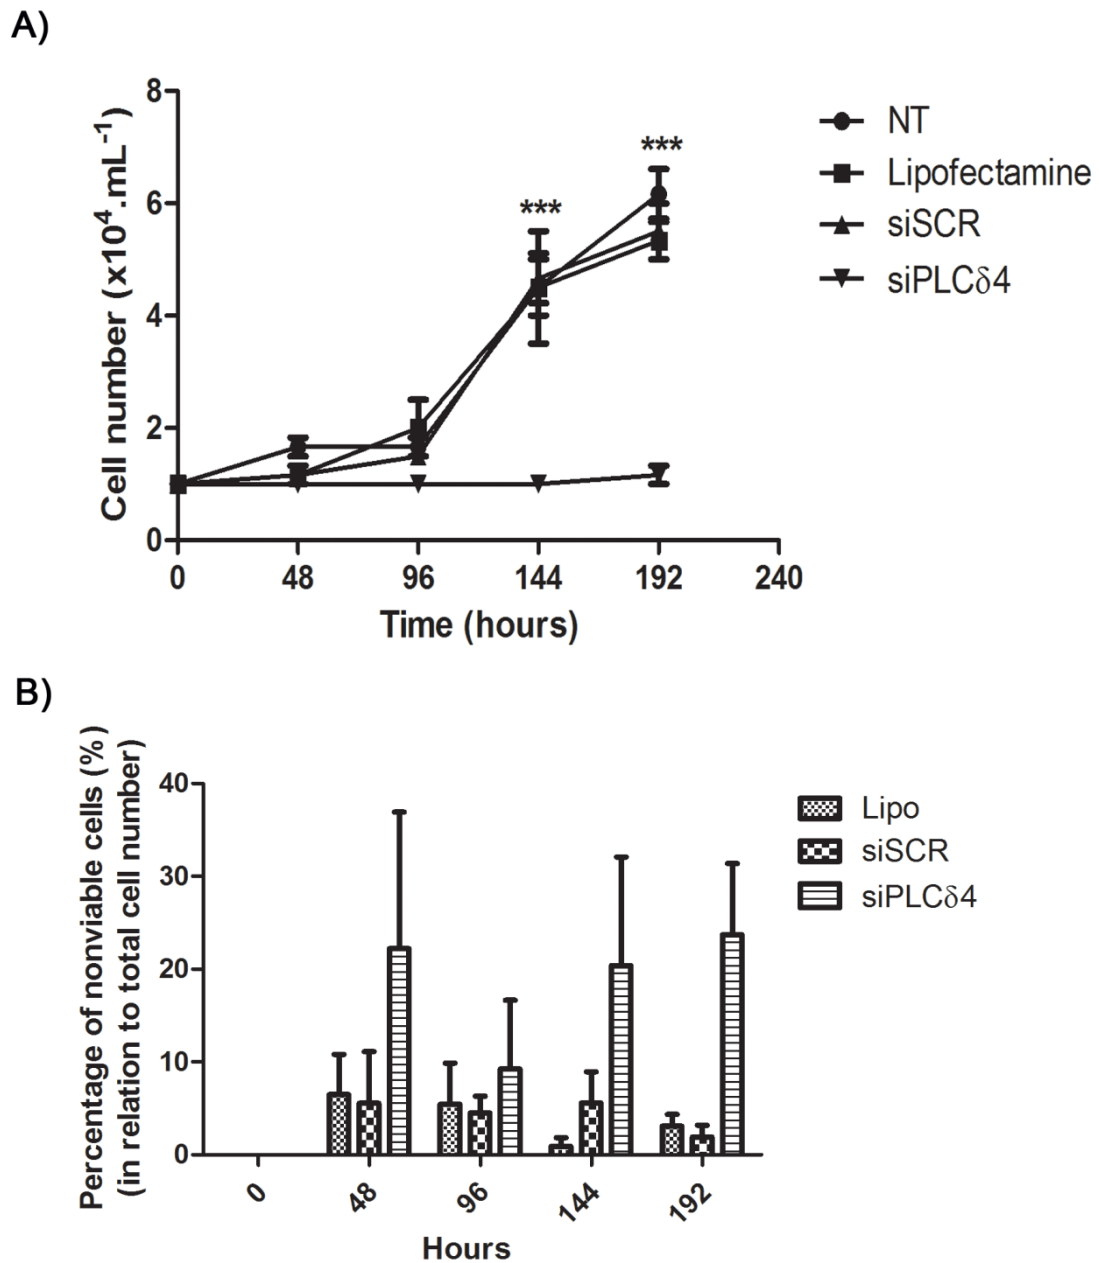 A)
8
6
4
2
0
Cell number (x10⁴.mL⁻¹)
***
***
0 48 96 144 192 240
Time (hours)
NT
Lipofectamine
siSCR
siPLCδ4
B)
Percentage of nonviable cells (%)
(in relation to total cell number)
40
30
20
10
0
0 48 96 144 192
Hours
Lipo
siSCR
siPLCδ4